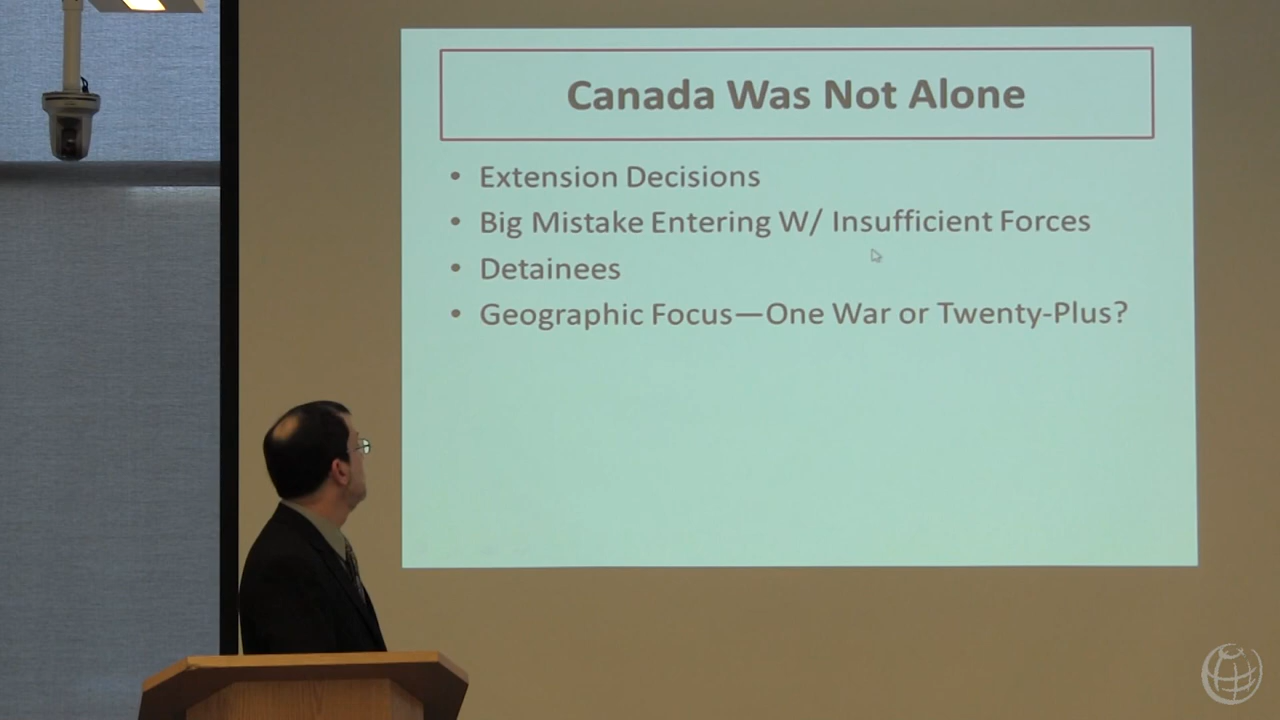 Canada Was Not Alone
• Extension Decisions
• Big Mistake Entering W/ Insufficient Forces
• Detainees
• Geographic Focus—One War or Twenty-Plus?